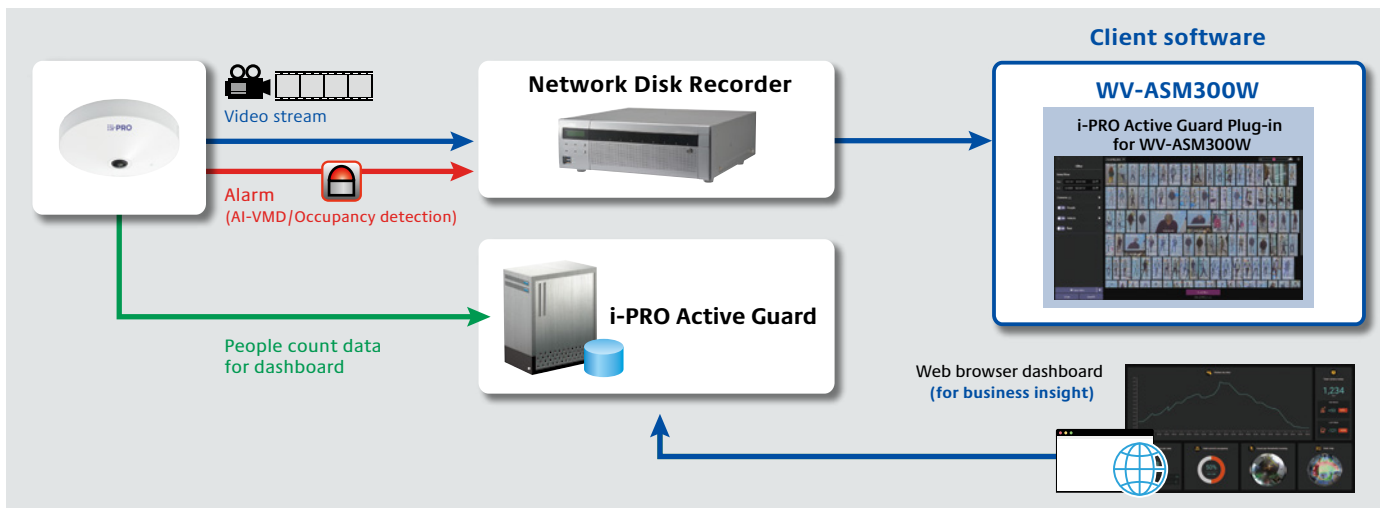 Client software
i-PRO
Video stream
Alarm
(AI-VMD/Occupancy detection)
People count data
for dashboard
Network Disk Recorder
i-PRO Active Guard
WV-ASM300W
i-PRO Active Guard Plug-in
for WV-ASM300W
Web browser dashboard
(for business insight)
1,234
50%